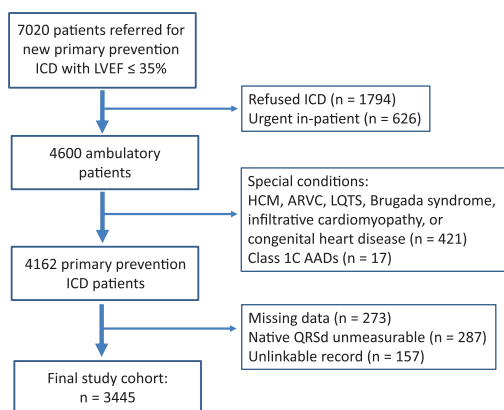 7020 patients referred for
new primary prevention
ICD with LVEF ≤ 35%
Refused ICD (n = 1794)
Urgent in-patient (n = 626)
4600 ambulatory
patients
Special conditions:
HCM, ARVC, LQTS, Brugada syndrome,
infiltrative cardiomyopathy, or
congenital heart disease (n = 421)
Class 1C AADs (n = 17)
4162 primary prevention
ICD patients
Missing data (n = 273)
Native QRSd unmeasurable (n = 287)
Unlinkable record (n = 157)
Final study cohort:
n = 3445